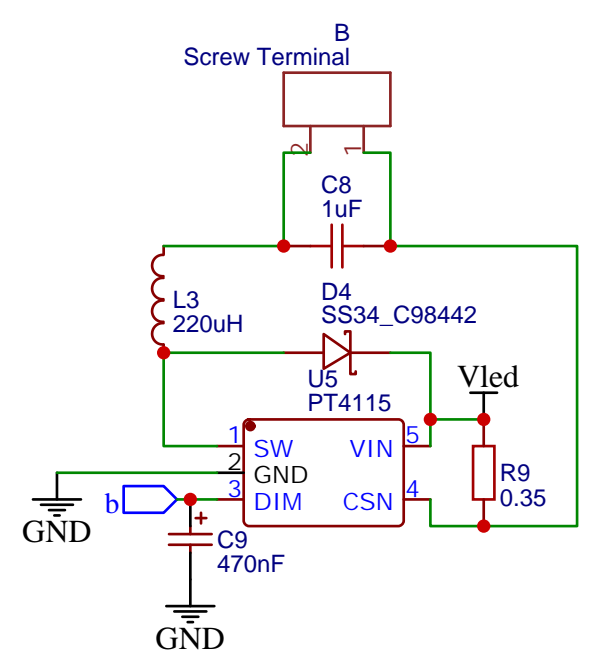 B
Screw Terminal
2
1
C8
1uF
L3
220uH
D4
SS34_C98442
U5
PT4115
Vled
1
SW
VIN
5
2
GND
3
DIM
CSN
4
R9
0.35
b
GND
+
C9
470nF
GND